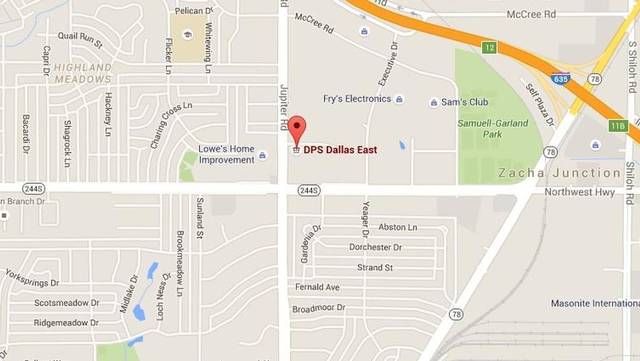 Pelican Dr
McCree Rd
McCree Rd
Quail Run St
Flicker Ln
Whitewing Ln
Capri Dr
HIGHLAND
MEADOWS
Executive Dr
12
635
78
S Shiloh Rd
Hackney Ln
Jupiter Rd
Fry's Electronics
Sam's Club
Self Plaza Dr
Bacardi Dr
Shagrock Ln
Charing Cross Ln
Samuell-Garland
Park
11B
Lowe's Home
Improvement
DPS Dallas East
78
Zacha Junction
244S
244S
Northwest Hwy
Shiloh Rd
n Branch Dr
Sunland St
Brookmeadow Ln
Gardenia Dr
Yeager Dr
Abston Ln
Dorchester Dr
Strand St
Yorksprings Dr
Midlake Dr
Loch Ness Dr
Fernald Ave
Scotsmeadow Dr
Broadmoor Dr
Masonite Internationa
Ridgemeadow Dr
78